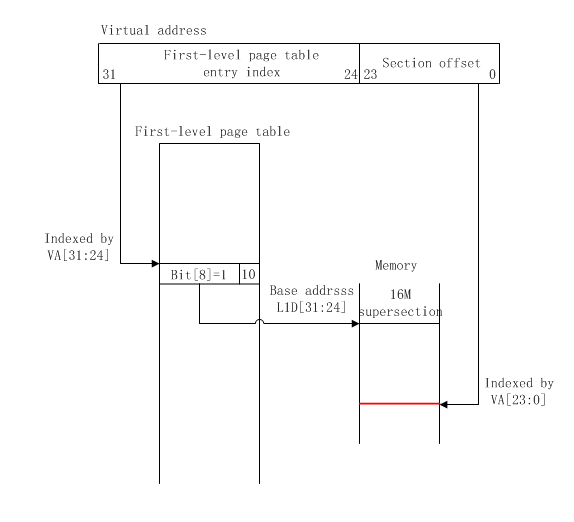 Virtual address
First-level page table
entry index
Section offset
31
24
23
0
First-level page table
Indexed by
VA[31:24]
Bit[8]=1
10
Memory
Base addrsss
L1D[31:24]
16M
supersection
Indexed by
VA[23:0]